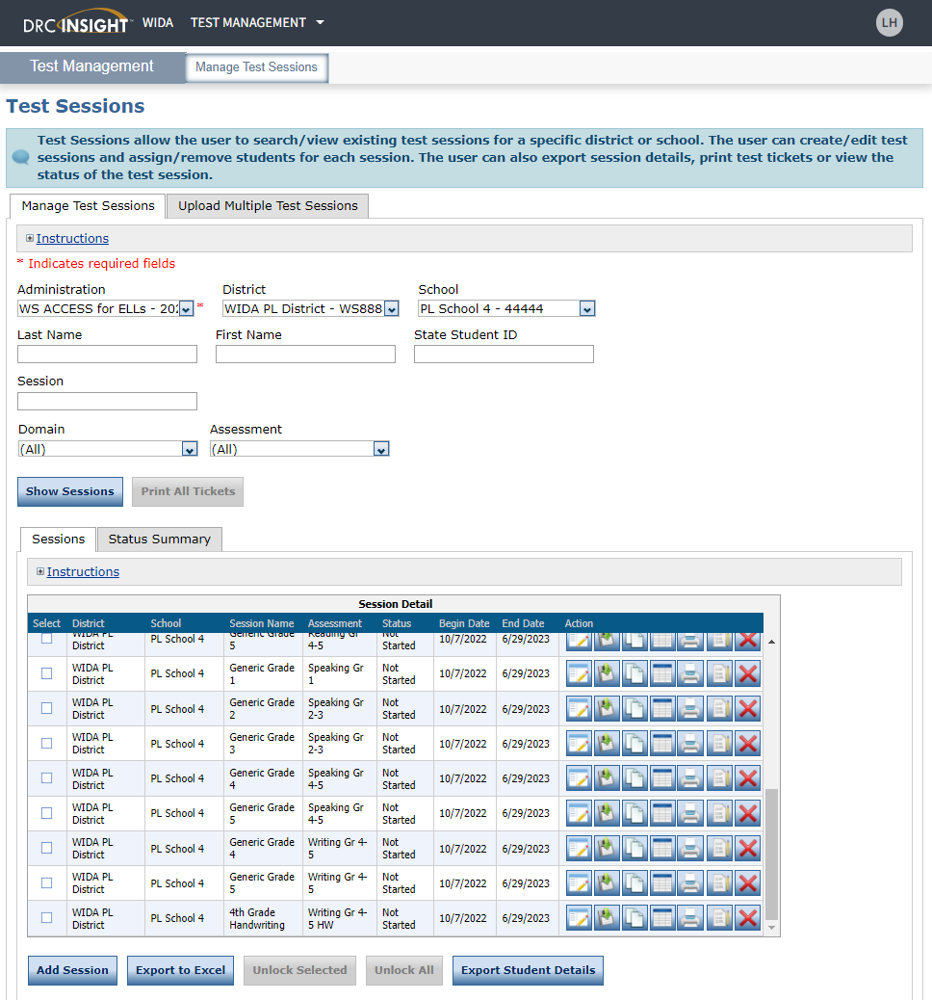 DRC INSIGHT™ WIDA TEST MANAGEMENT LH
Test Management Manage Test Sessions
Test Sessions
Test Sessions allow the user to search/view existing test sessions for a specific district or school. The user can create/edit test
sessions and assign/remove students for each session. The user can also export session details, print test tickets or view the
status of the test session.
Manage Test Sessions Upload Multiple Test Sessions
Instructions
* Indicates required fields
Administration District School
WS ACCESS for ELLs - 202 * WIDA PL District - WS888 PL School 4 - 44444
Last Name First Name State Student ID
Session
Domain Assessment
(All) (All)
Show Sessions Print All Tickets
Sessions Status Summary
Instructions
Session Detail
Select District School Session Name Assessment Status Begin Date End Date Action
WIDA PL District PL School 4 Generic Grade 5 Reading Gr 4-5 Not Started 10/7/2022 6/29/2023
WIDA PL District PL School 4 Generic Grade 1 Speaking Gr 1 Not Started 10/7/2022 6/29/2023
WIDA PL District PL School 4 Generic Grade 2 Speaking Gr 2-3 Not Started 10/7/2022 6/29/2023
WIDA PL District PL School 4 Generic Grade 3 Speaking Gr 2-3 Not Started 10/7/2022 6/29/2023
WIDA PL District PL School 4 Generic Grade 4 Speaking Gr 4-5 Not Started 10/7/2022 6/29/2023
WIDA PL District PL School 4 Generic Grade 5 Speaking Gr 4-5 Not Started 10/7/2022 6/29/2023
WIDA PL District PL School 4 Generic Grade 4 Writing Gr 4-5 Not Started 10/7/2022 6/29/2023
WIDA PL District PL School 4 Generic Grade 5 Writing Gr 4-5 Not Started 10/7/2022 6/29/2023
WIDA PL District PL School 4 4th Grade Handwriting Writing Gr 4-5 HW Not Started 10/7/2022 6/29/2023
Add Session Export to Excel Unlock Selected Unlock All Export Student Details